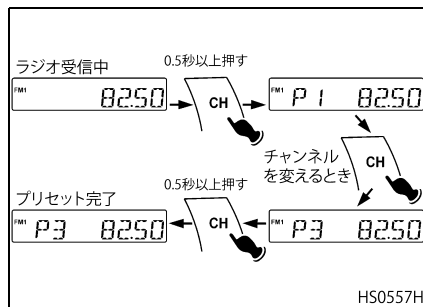 ラジオ受信中
0.5秒以上押す
FM1 82.50
CH
FM1 P1 82.50
チャンネル
を変えるとき
CH
プリセット完了
0.5秒以上押す
FM1 P3 82.50
CH
FM1 P3 82.50
HS0557H